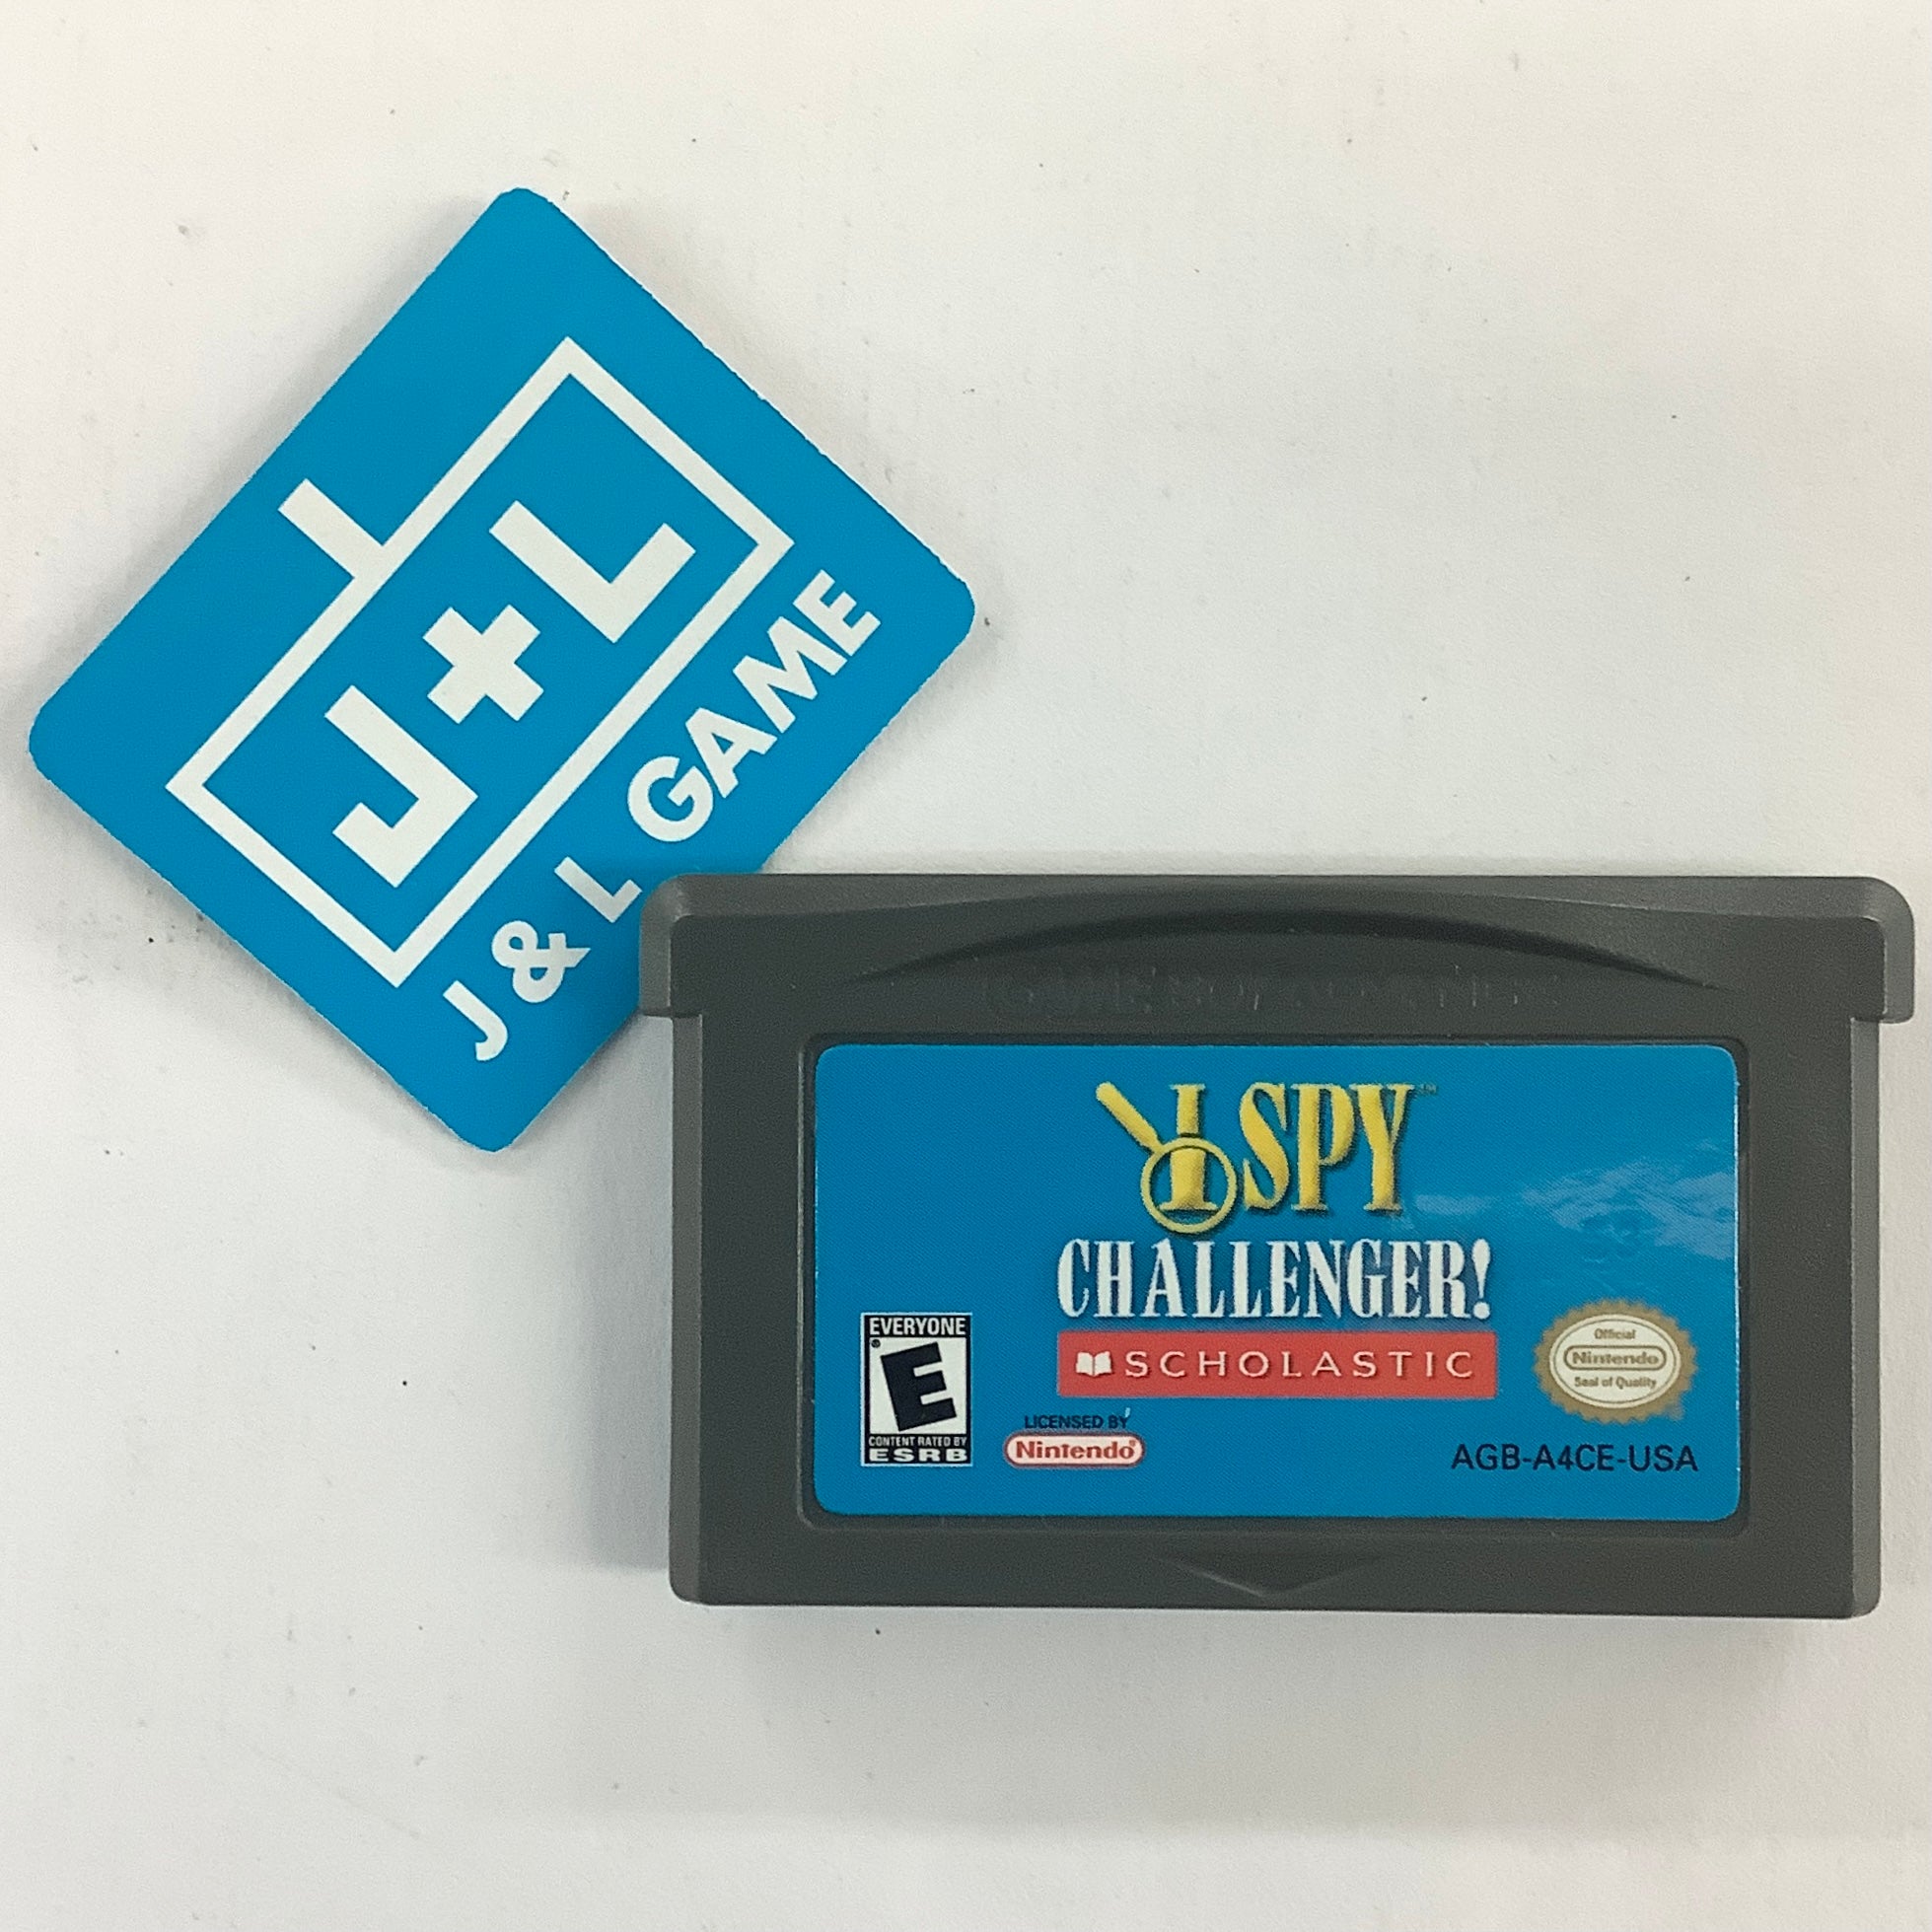 J+L
J & L GAME
GAME BOY ADVANCE
I SPY™
CHALLENGER!
SCHOLASTIC
EVERYONE
E
CONTENT RATED BY
ESRB
LICENSED BY
Nintendo®
Official
Nintendo
Seal of Quality
AGB-A4CE-USA